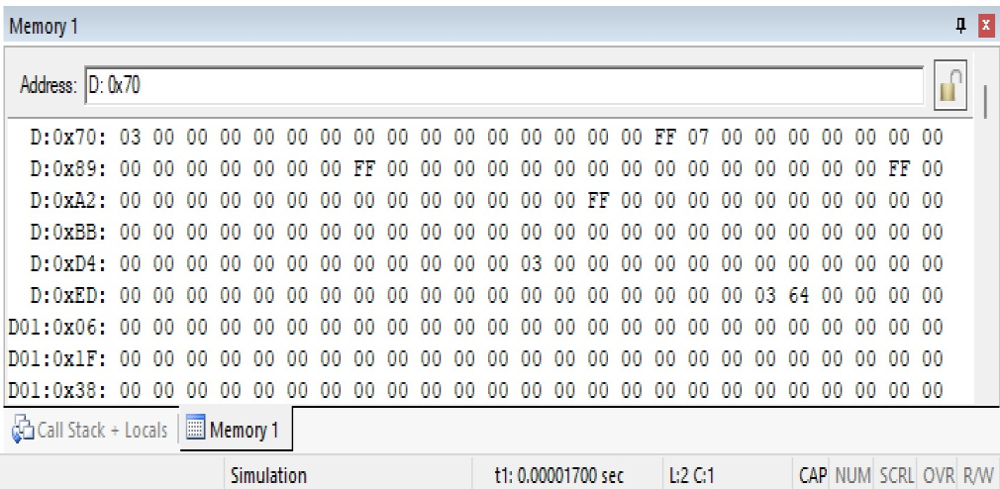 Memory 1
Address: D: 0x70
D:0x70: 03 00 00 00 00 00 00 00 00 00 00 00 00 00 00 00 FF 07 00 00 00 00 00 00 00
D:0x89: 00 00 00 00 00 00 00 FF 00 00 00 00 00 00 00 00 00 00 00 00 00 00 00 FF 00
D:0xA2: 00 00 00 00 00 00 00 00 00 00 00 00 00 00 FF 00 00 00 00 00 00 00 00 00 00
D:0xBB: 00 00 00 00 00 00 00 00 00 00 00 00 00 00 00 00 00 00 00 00 00 00 00 00 00
D:0xD4: 00 00 00 00 00 00 00 00 00 00 00 00 03 00 00 00 00 00 00 00 00 00 00 00 00
D:0xED: 00 00 00 00 00 00 00 00 00 00 00 00 00 00 00 00 00 00 00 03 64 00 00 00 00
D01:0x06: 00 00 00 00 00 00 00 00 00 00 00 00 00 00 00 00 00 00 00 00 00 00 00 00 00
D01:0x1F: 00 00 00 00 00 00 00 00 00 00 00 00 00 00 00 00 00 00 00 00 00 00 00 00 00
D01:0x38: 00 00 00 00 00 00 00 00 00 00 00 00 00 00 00 00 00 00 00 00 00 00 00 00 00
Call Stack + Locals Memory 1
Simulation t1: 0.00001700 sec L:2 C:1 CAP NUM SCRL OVR R/W